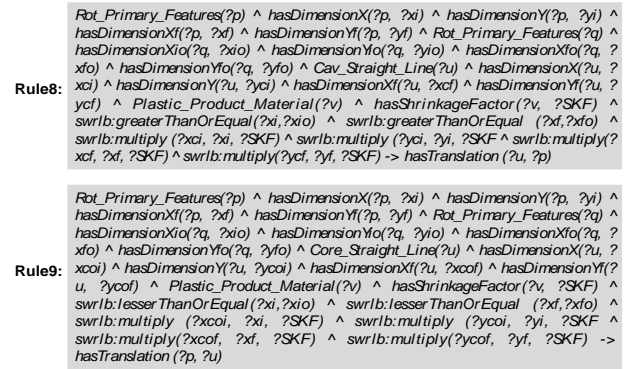 Rot_Primary_Features(?p) ^ hasDimensionX(?p, ?xi) ^ hasDimensionY(?p, ?yi) ^
hasDimensionXf(?p, ?xf) ^ hasDimensionYf(?p, ?yf) ^ Rot_Primary_Features(?q) ^
hasDimensionXio(?q, ?xio) ^ hasDimensionYio(?q, ?yio) ^ hasDimensionXfo(?q, ?
xfo) ^ hasDimensionYfo(?q, ?yfo) ^ Cav_Straight_Line(?u) ^ hasDimensionX(?u, ?
xci) ^ hasDimensionY(?u, ?yci) ^ hasDimensionXf(?u, ?xcf) ^ hasDimensionYf(?u, ?
Rule8: ycf) ^ Plastic_Product_Material(?v) ^ hasShrinkageFactor(?v, ?SKF) ^
swrlb:greaterThanOrEqual(?xi,?xio) ^ swrlb:greaterThanOrEqual (?xf,?xfo) ^
swrlb:multiply (?xci, ?xi, ?SKF) ^ swrlb:multiply (?yci, ?yi, ?SKF ^ swrlb:multiply(?
xcf, ?xf, ?SKF) ^ swrlb:multiply(?ycf, ?yf, ?SKF) -> hasTranslation (?u, ?p)
Rot_Primary_Features(?p) ^ hasDimensionX(?p, ?xi) ^ hasDimensionY(?p, ?yi) ^
hasDimensionXf(?p, ?xf) ^ hasDimensionYf(?p, ?yf) ^ Rot_Primary_Features(?q) ^
hasDimensionXio(?q, ?xio) ^ hasDimensionYio(?q, ?yio) ^ hasDimensionXfo(?q, ?
xfo) ^ hasDimensionYfo(?q, ?yfo) ^ Core_Straight_Line(?u) ^ hasDimensionX(?u, ?
xcoi) ^ hasDimensionY(?u, ?ycoi) ^ hasDimensionXf(?u, ?xcof) ^ hasDimensionYf(?
Rule9: u, ?ycof) ^ Plastic_Product_Material(?v) ^ hasShrinkageFactor(?v, ?SKF) ^
swrlb:lesserThanOrEqual(?xi,?xio) ^ swrlb:lesserThanOrEqual (?xf,?xfo) ^
swrlb:multiply (?xcoi, ?xi, ?SKF) ^ swrlb:multiply (?ycoi, ?yi, ?SKF ^
swrlb:multiply(?xcof, ?xf, ?SKF) ^ swrlb:multiply(?ycof, ?yf, ?SKF) ->
hasTranslation (?p, ?u)